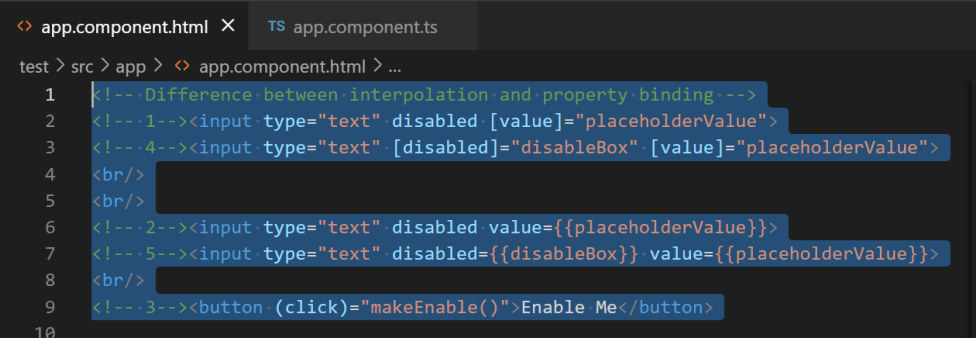 app.component.html × TS app.component.ts
test > src > app > app.component.html > ...
1 <!-- Difference between interpolation and property binding -->
2 <!-- 1--><input type="text" disabled [value]="placeholderValue">
3 <!-- 4--><input type="text" [disabled]="disableBox" [value]="placeholderValue">
4 <br/>
5 <br/>
6 <!-- 2--><input type="text" disabled value={{placeholderValue}}>
7 <!-- 5--><input type="text" disabled={{disableBox}} value={{placeholderValue}}>
8 <br/>
9 <!-- 3--><button (click)="makeEnable()">Enable Me</button>
10